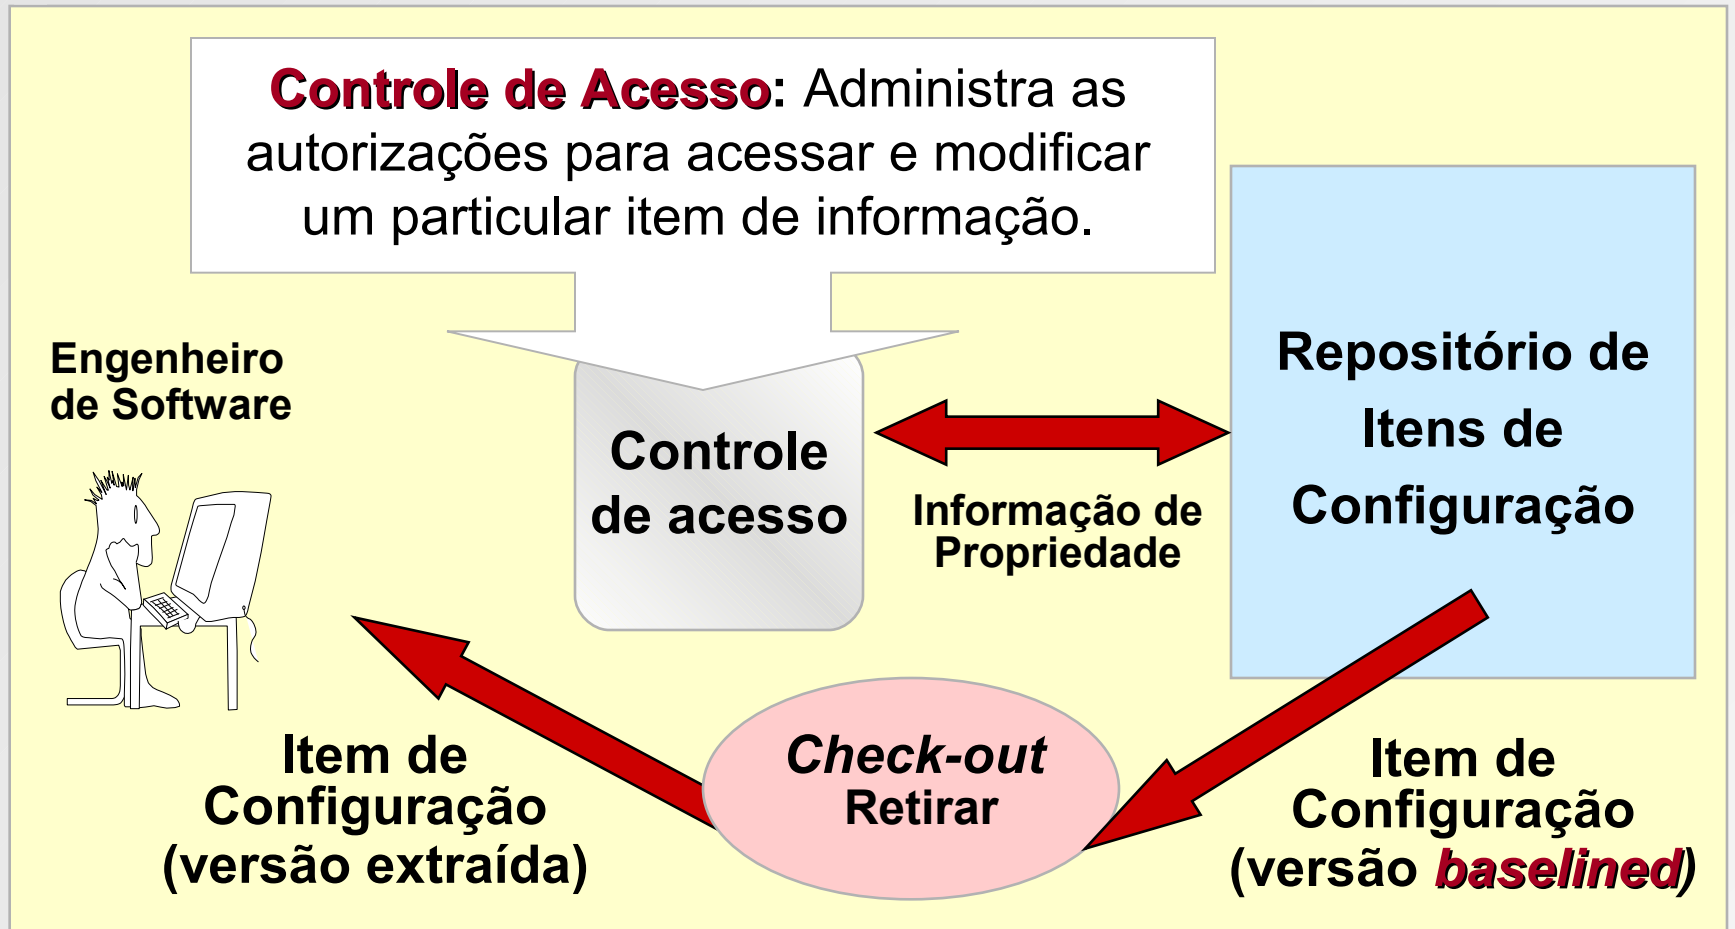 Controle de Acesso: Administra as
autorizações para acessar e modificar
um particular item de informação.
Engenheiro
de Software
Controle
de acesso
Informação de
Propriedade
Repositório de
Itens de
Configuração
Item de
Configuração
(versão extraída)
Check-out
Retirar
Item de
Configuração
(versão baselined)